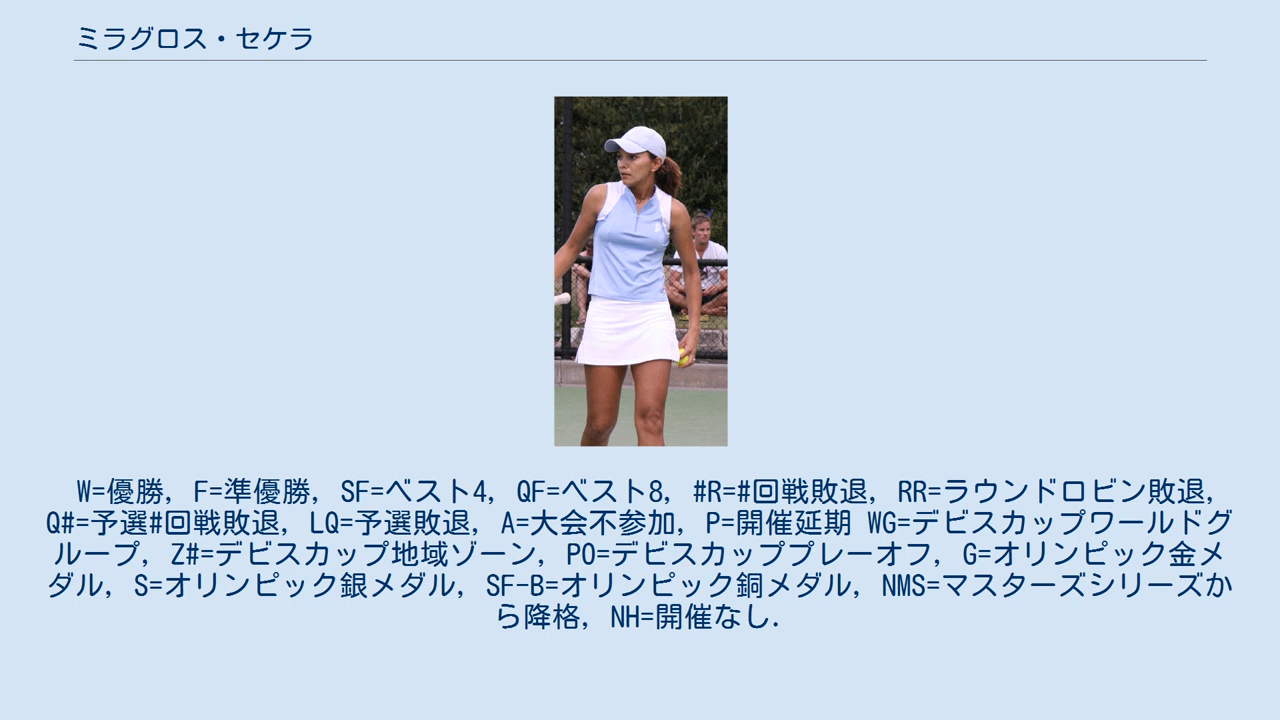 ミラグロス・セケラ
W=優勝, F=準優勝, SF=ベスト4, QF=ベスト8, #R=#回戦敗退, RR=ラウンドロビン敗退,
Q#=予選#回戦敗退, LQ=予選敗退, A=大会不参加, P=開催延期 WG=デビスカップワールドグ
ループ, Z#=デビスカップ地域ゾーン, PO=デビスカッププレーオフ, G=オリンピック金メ
ダル, S=オリンピック銀メダル, SF-B=オリンピック銅メダル, NMS=マスターズシリーズか
ら降格, NH=開催なし.